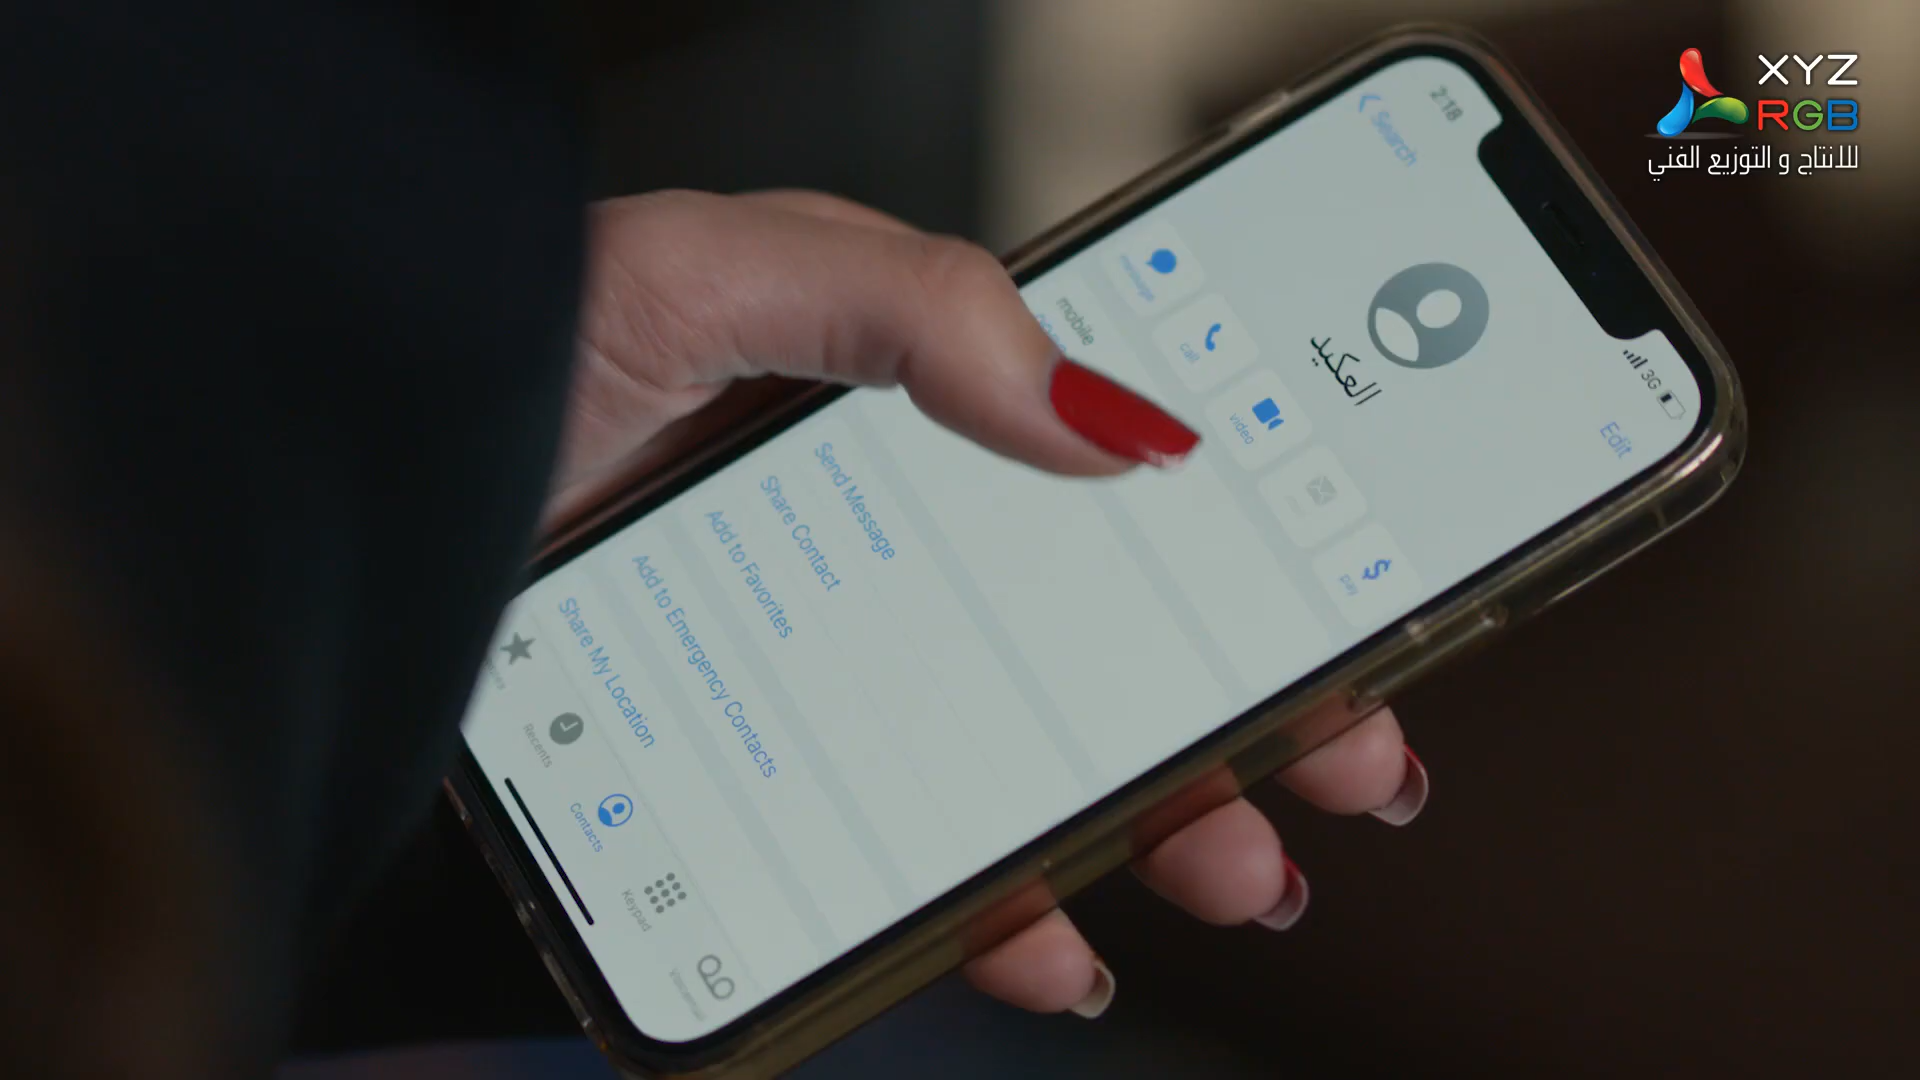 XYZ
RGB
للانتاج و التوزيع الفني
2:18
3G
Search
Edit
العكيد
message
call
video
pay
mobile
Send Message
Share Contact
Add to Favorites
Add to Emergency Contacts
Share My Location
Recents
Contacts
Keypad
Voicemail